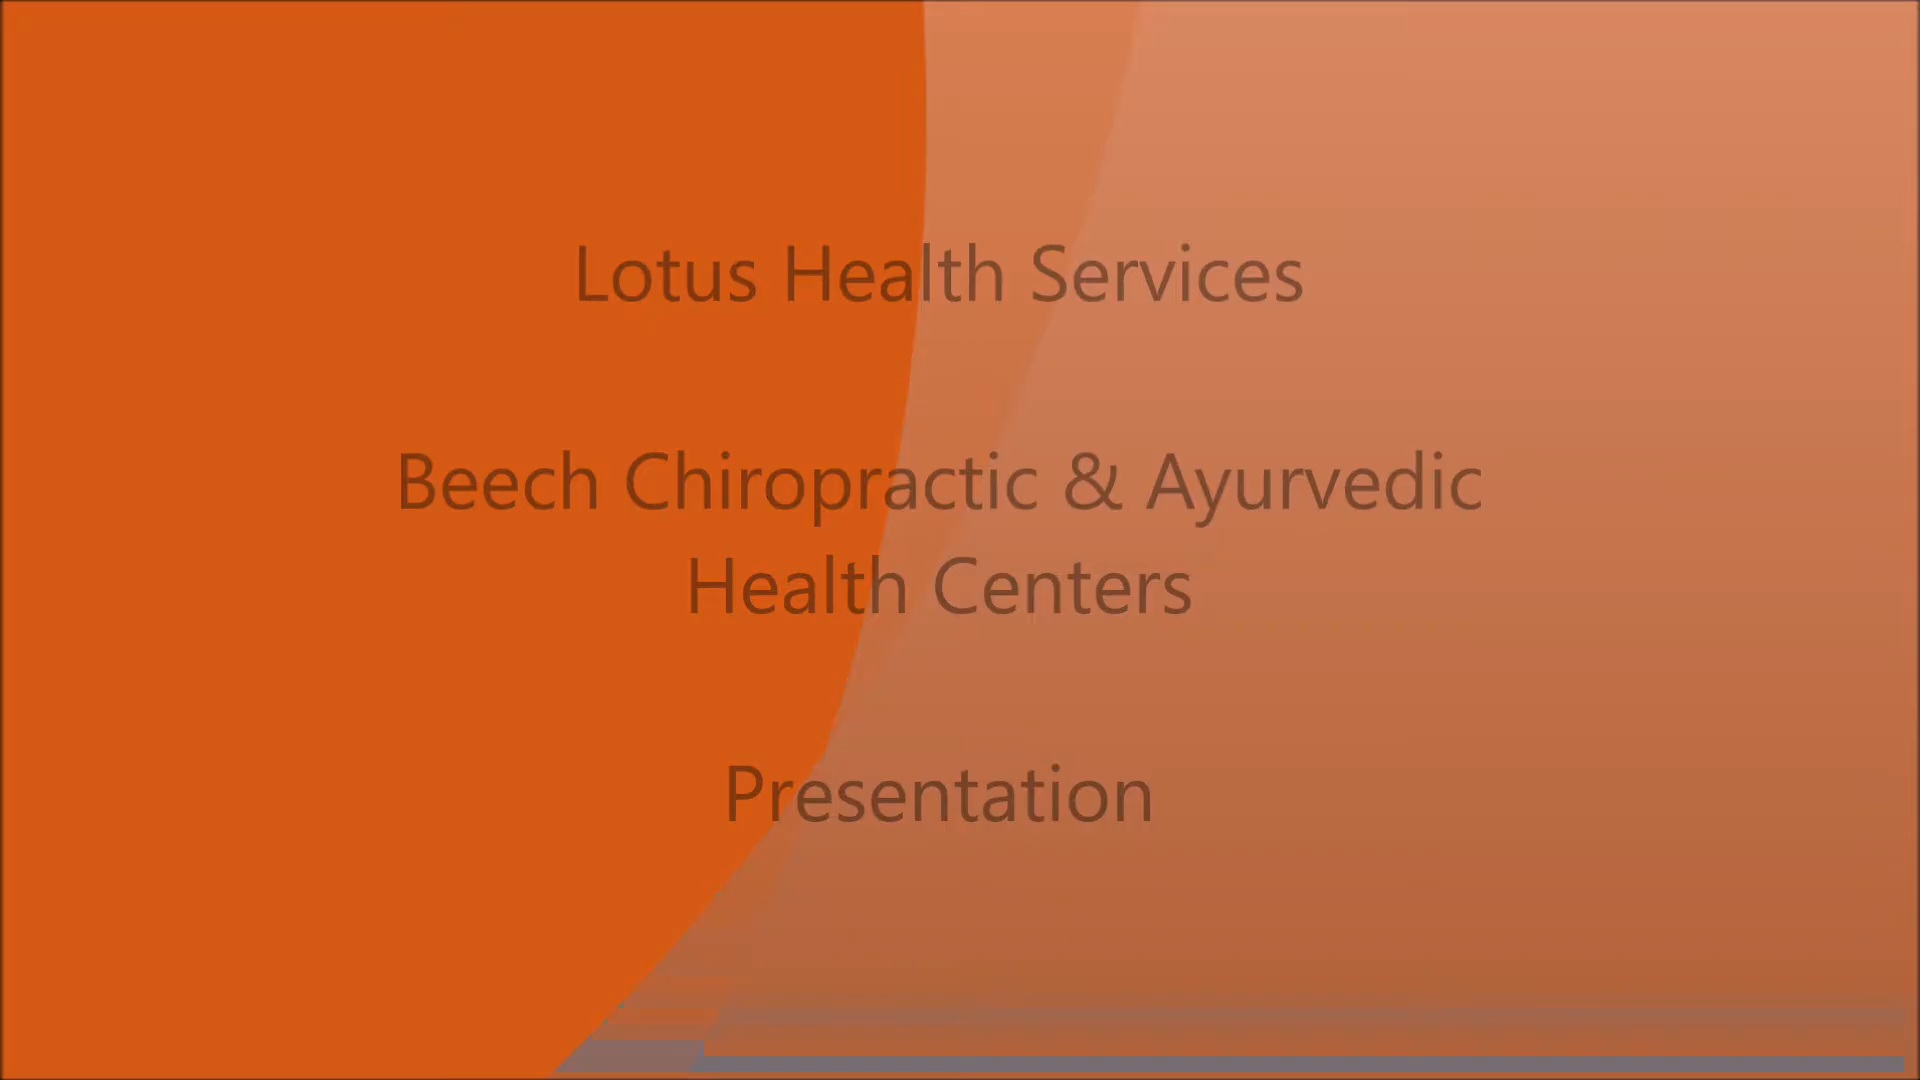 Lotus Health Services
Beech Chiropractic & Ayurvedic
Health Centers
Presentation